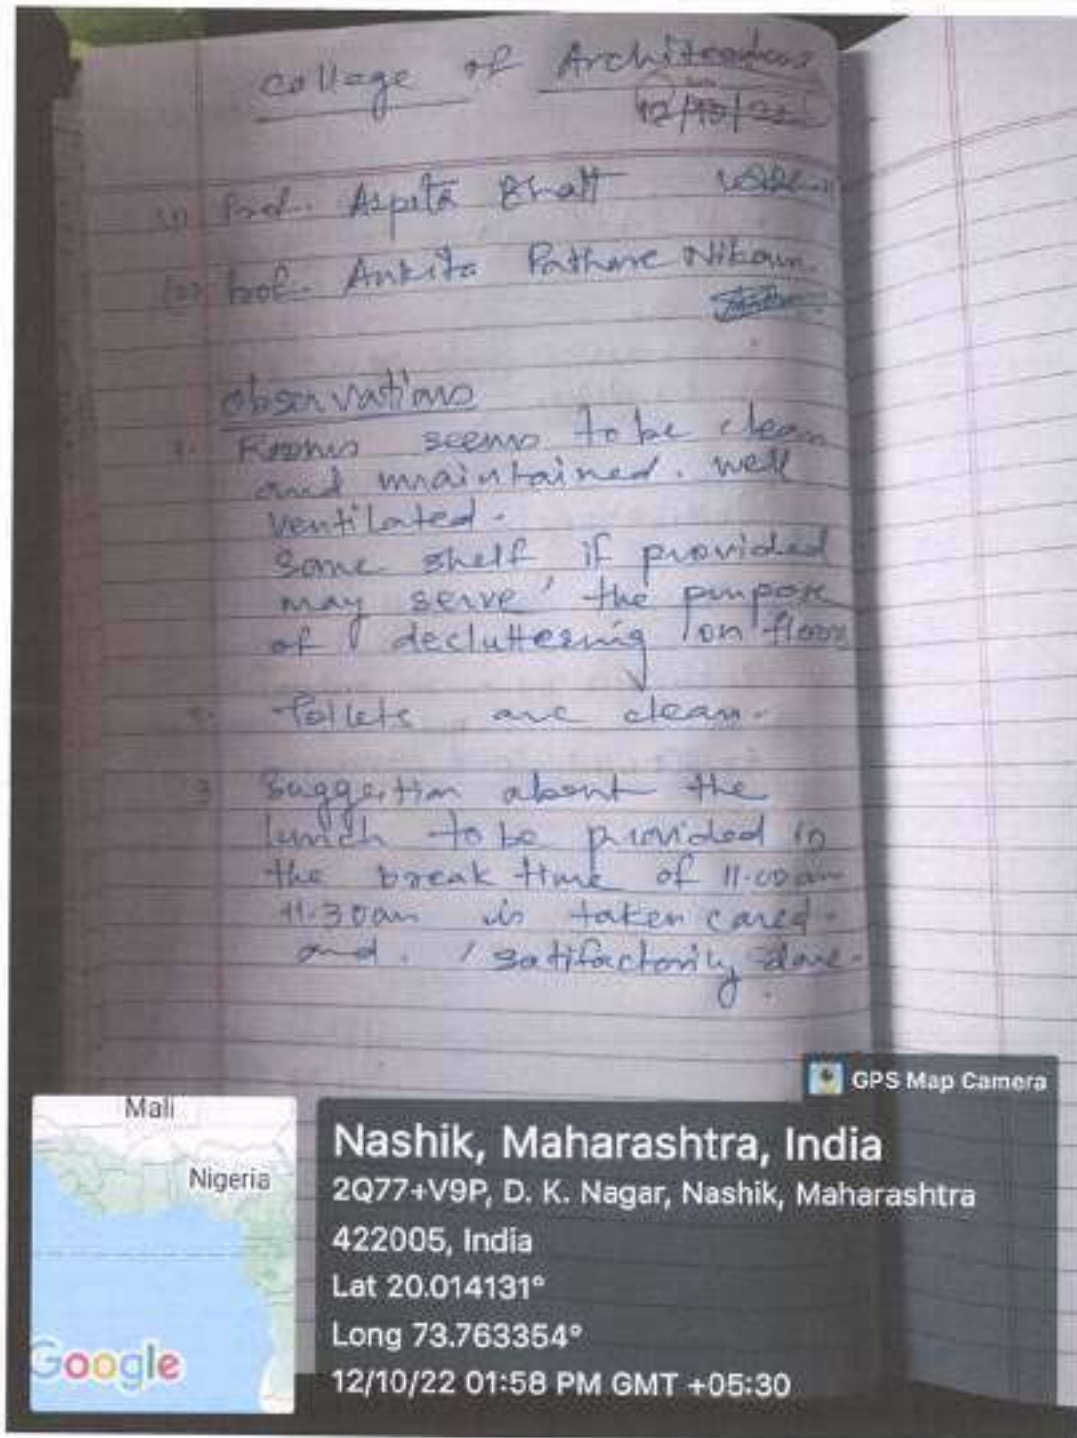 College of Architecture
12/10/22
(1) Prof. Arpita Bhatt
(2) Prof. Ankita Pathare Nikam
Observations
1. Rooms seems to be clean
and maintained. well
ventilated.
Some shelf if provided
may serve the purpose
of decluttering on floors
2. Toilets are clean.
3 Suggestion about the
lunch to be provided in
the break time of 11.00am
11.30am is taken cared.
and. satifactorily done.
GPS Map Camera
Mali
Nigeria
Google
Nashik, Maharashtra, India
2Q77+V9P, D. K. Nagar, Nashik, Maharashtra
422005, India
Lat 20.014131°
Long 73.763354°
12/10/22 01:58 PM GMT +05:30